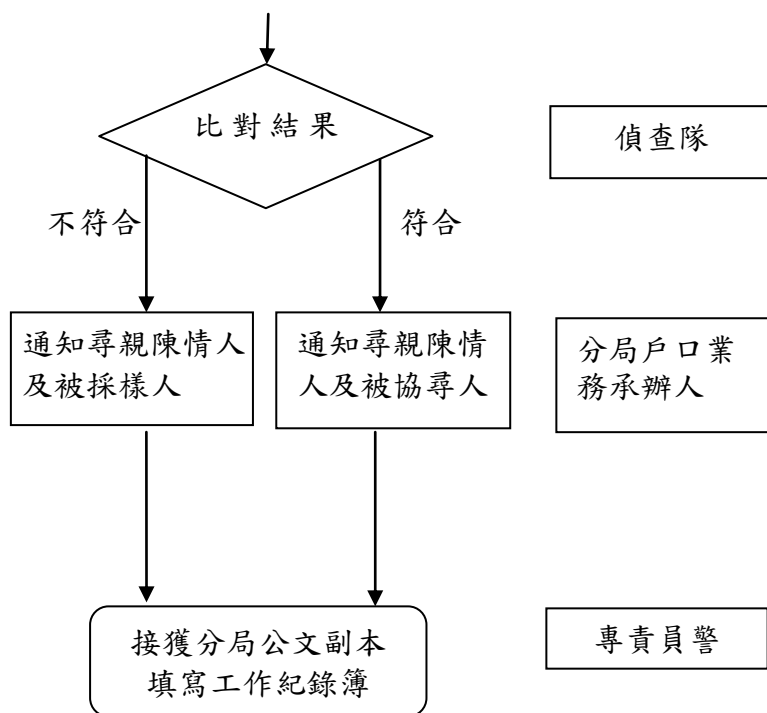 比對結果
偵查隊
不符合
符合
通知尋親陳情人
及被採樣人
通知尋親陳情
人及被協尋人
分局戶口業
務承辦人
接獲分局公文副本
填寫工作紀錄簿
專責員警